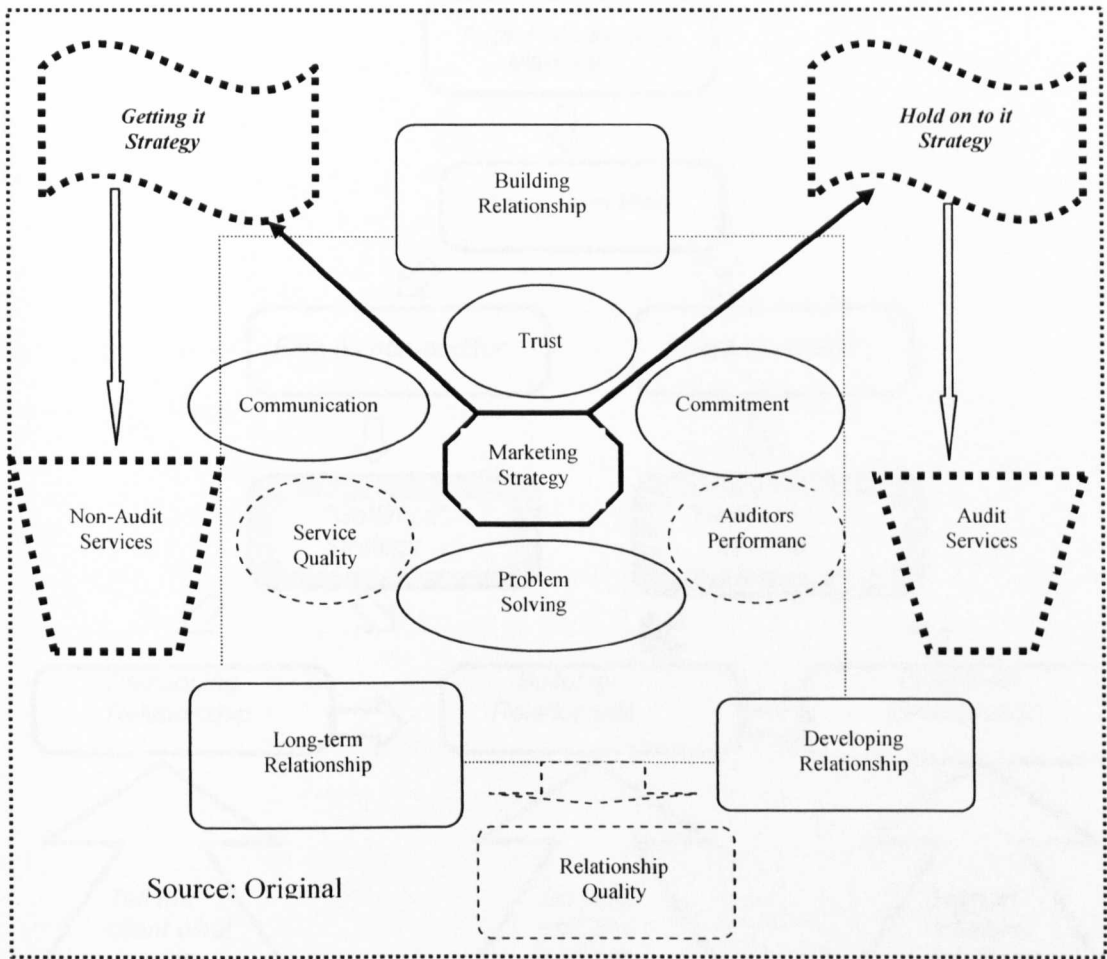 Getting it
Strategy
Hold on to it
Strategy
Building
Relationship
Trust
Communication
Commitment
Marketing
Strategy
Non-Audit
Services
Service
Quality
Auditors
Performanc
Audit
Services
Problem
Solving
Long-term
Relationship
Developing
Relationship
Relationship
Quality
Source: Original